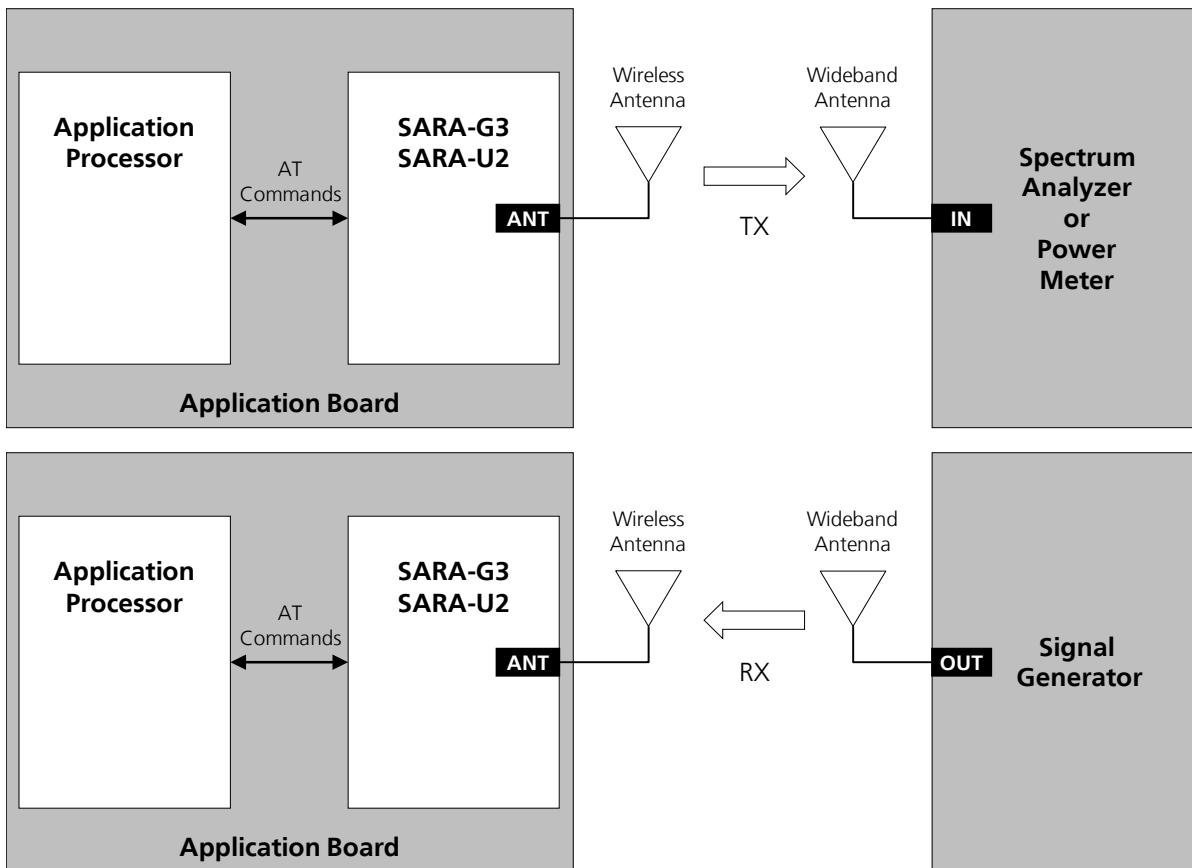 Application
Processor
AT
Commands
SARA-G3
SARA-U2
ANT
Application Board
Wireless
Antenna
TX
Wideband
Antenna
IN
Spectrum
Analyzer
or
Power
Meter
Application
Processor
AT
Commands
SARA-G3
SARA-U2
ANT
Application Board
Wireless
Antenna
RX
Wideband
Antenna
OUT
Signal
Generator